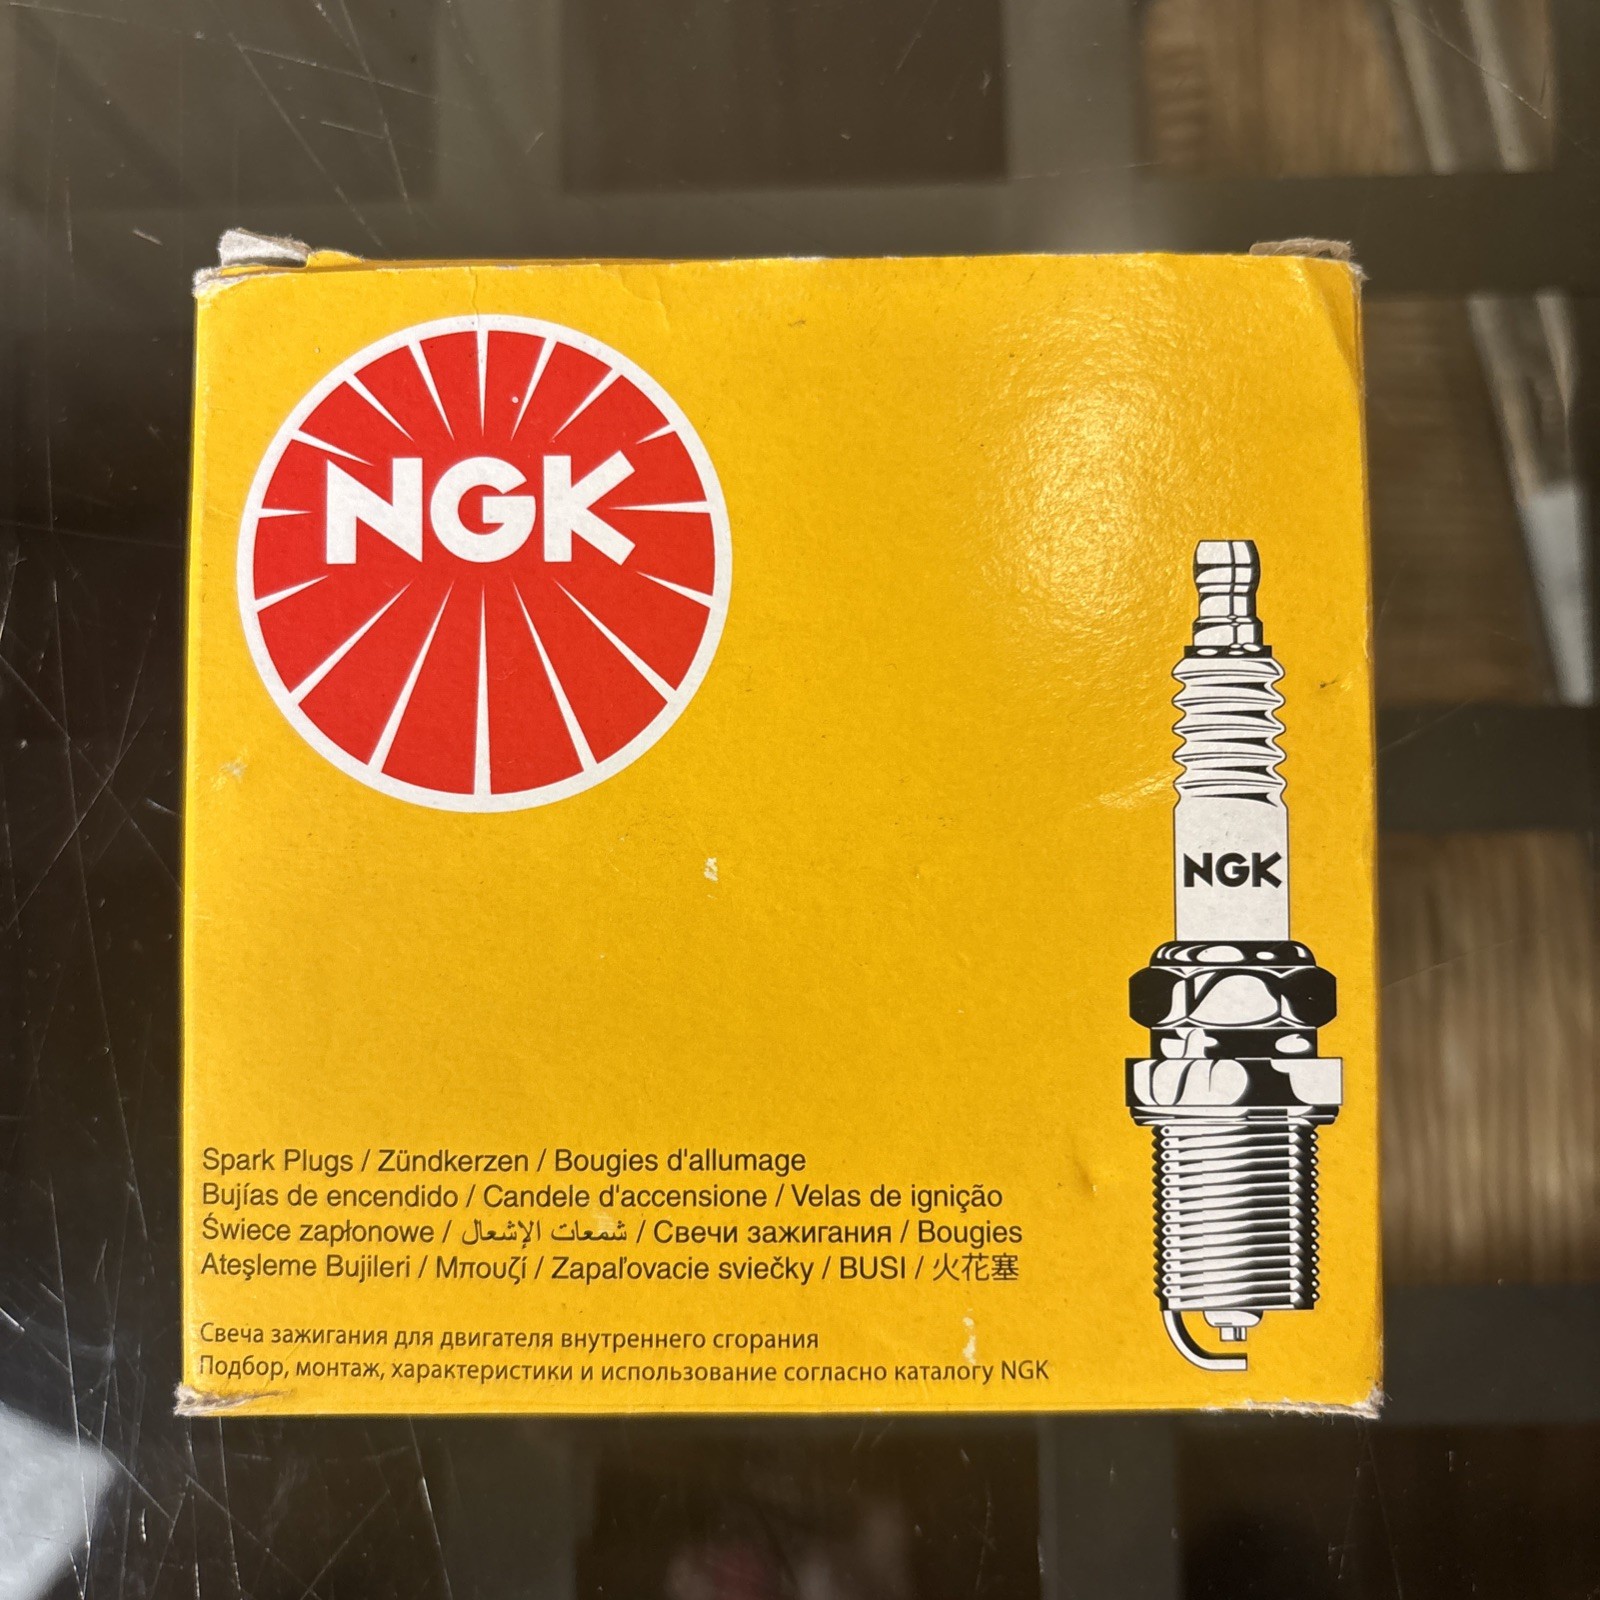 NGK
NGK
Spark Plugs / Zündkerzen / Bougies d'allumage
Bujías de encendido / Candele d'accensione / Velas de ignição
Świece zapłonowe / شمعات الإشعال / Свечи зажигания / Bougies
Ateşleme Bujileri / Μπουζί / Zapaľovacie sviečky / BUSI / 火花塞
Свеча зажигания для двигателя внутреннего сгорания
Подбор, монтаж, характеристики и использование согласно каталогу NGK